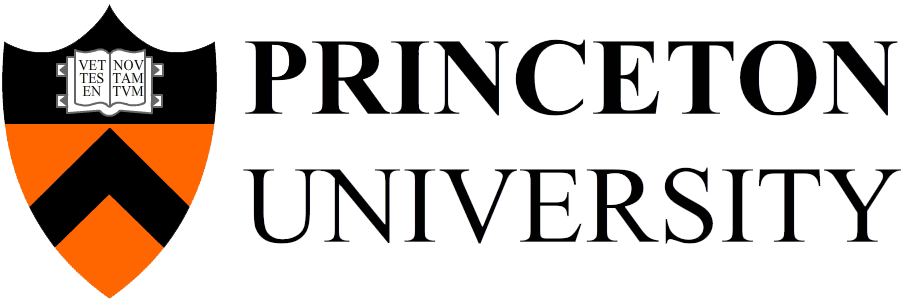 VET
TES
EN
NOV
TAM
TVM
PRINCETON
UNIVERSITY